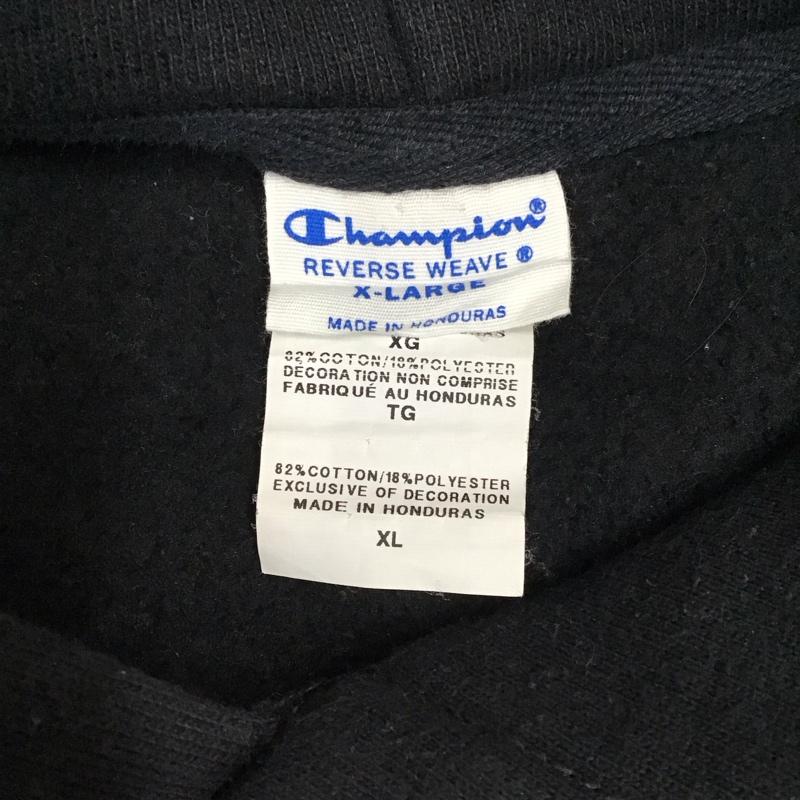 Champion®
REVERSE WEAVE®
X-LARGE
MADE IN HONDURAS
XG
82%COTTON/18%POLYESTER
DÉCORATION NON COMPRISE
FABRIQUÉ AU HONDURAS
TG
82%COTTON/18%POLYESTER
EXCLUSIVE OF DECORATION
MADE IN HONDURAS
XL